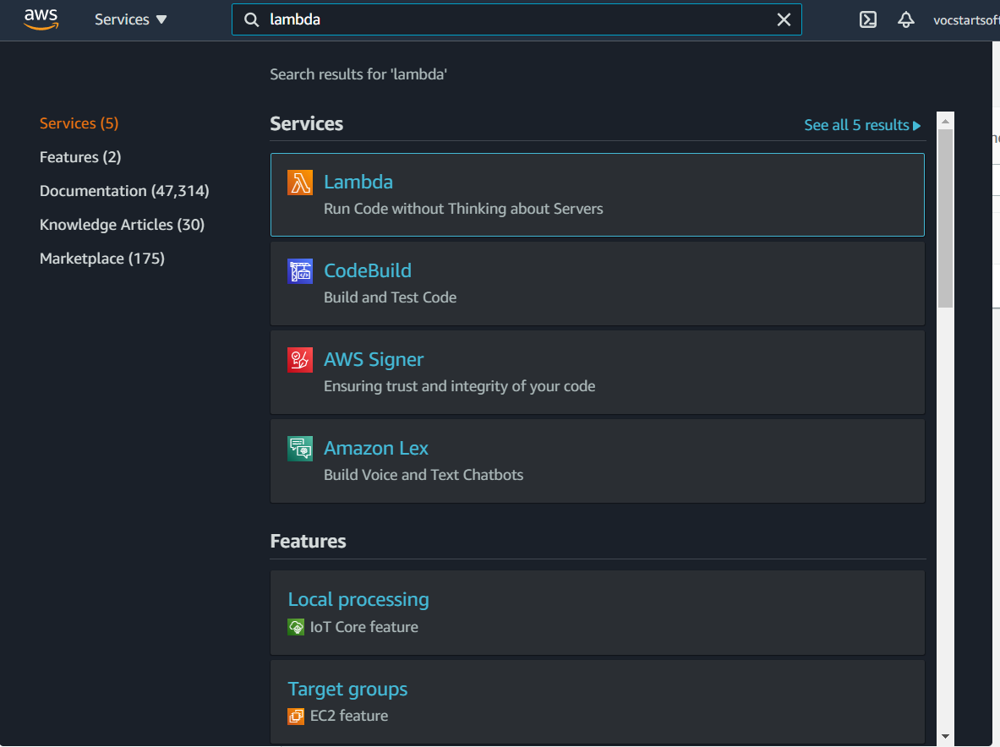 aws
Services
lambda
vocstartsoft
Search results for 'lambda'
Services (5)
Features (2)
Documentation (47,314)
Knowledge Articles (30)
Marketplace (175)
Services
See all 5 results
Lambda
Run Code without Thinking about Servers
CodeBuild
Build and Test Code
AWS Signer
Ensuring trust and integrity of your code
Amazon Lex
Build Voice and Text Chatbots
Features
Local processing
IoT Core feature
Target groups
EC2 feature